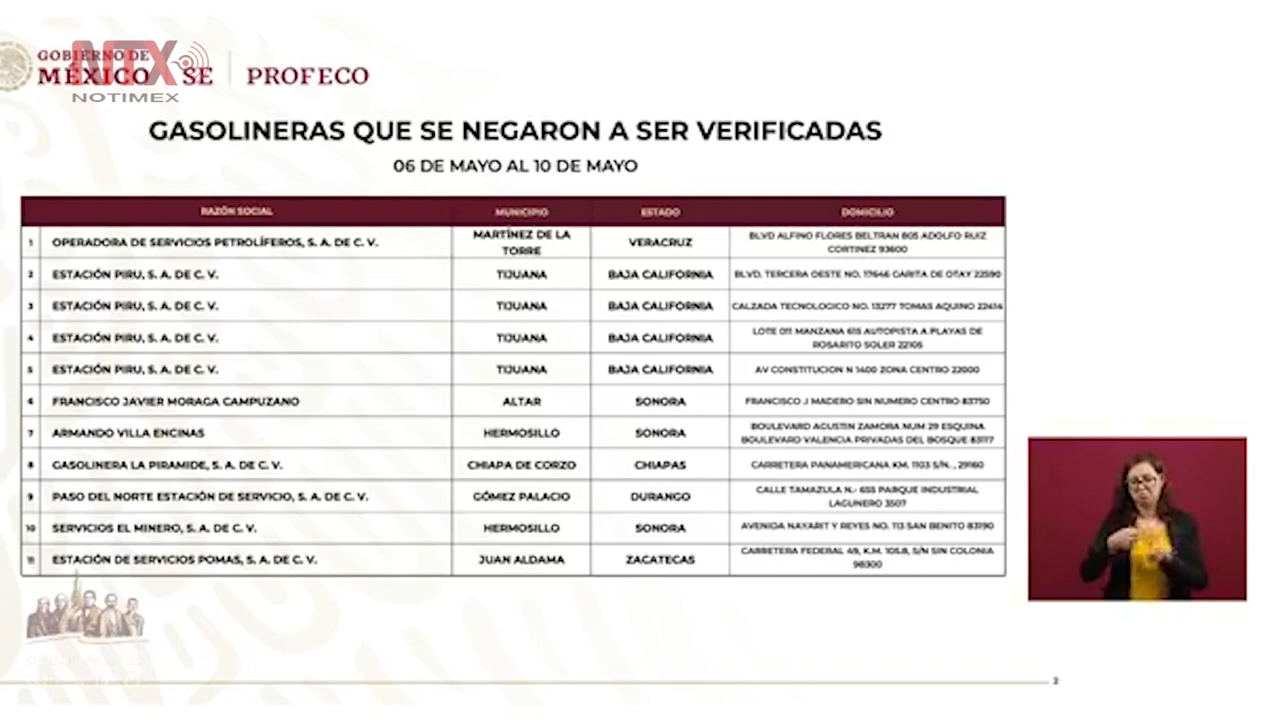 GOBIERNO DE
MÉXICO SE PROFECO
NTX
NOTIMEX
GASOLINERAS QUE SE NEGARON A SER VERIFICADAS
06 DE MAYO AL 10 DE MAYO
RAZÓN SOCIAL MUNICIPIO ESTADO DOMICILIO
1 OPERADORA DE SERVICIOS PETROLÍFEROS, S. A. DE C. V. MARTÍNEZ DE LA TORRE VERACRUZ BLVD ALFINO FLORES BELTRAN 805 ADOLFO RUIZ CORTINEZ 93600
2 ESTACIÓN PIRU, S. A. DE C. V. TIJUANA BAJA CALIFORNIA BLVD. TERCERA OESTE NO. 17646 GARITA DE OTAY 22590
3 ESTACIÓN PIRU, S. A. DE C. V. TIJUANA BAJA CALIFORNIA CALZADA TECNOLOGICO NO. 13277 TOMAS AQUINO 22414
4 ESTACIÓN PIRU, S. A. DE C. V. TIJUANA BAJA CALIFORNIA LOTE 011 MANZANA 615 AUTOPISTA A PLAYAS DE ROSARITO SOLER 22105
5 ESTACIÓN PIRU, S. A. DE C. V. TIJUANA BAJA CALIFORNIA AV CONSTITUCION N 1400 ZONA CENTRO 22000
6 FRANCISCO JAVIER MORAGA CAMPUZANO ALTAR SONORA FRANCISCO J MADERO SIN NUMERO CENTRO 83750
7 ARMANDO VILLA ENCINAS HERMOSILLO SONORA BOULEVARD AGUSTIN ZAMORA NUM 29 ESQUINA BOULEVARD VALENCIA PRIVADAS DEL BOSQUE 83117
8 GASOLINERA LA PIRAMIDE, S. A. DE C. V. CHIAPA DE CORZO CHIAPAS CARRETERA PANAMERICANA KM. 1103 S/N. , 29160
9 PASO DEL NORTE ESTACIÓN DE SERVICIO, S. A. DE C. V. GÓMEZ PALACIO DURANGO CALLE TAMAZULA N.- 655 PARQUE INDUSTRIAL LAGUNERO 3507
10 SERVICIOS EL MINERO, S. A. DE C. V. HERMOSILLO SONORA AVENIDA NAYARIT Y REYES NO. 113 SAN BENITO 83190
11 ESTACIÓN DE SERVICIOS POMAS, S. A. DE C. V. JUAN ALDAMA ZACATECAS CARRETERA FEDERAL 49, K.M. 105.8, S/N SIN COLONIA 98300
2